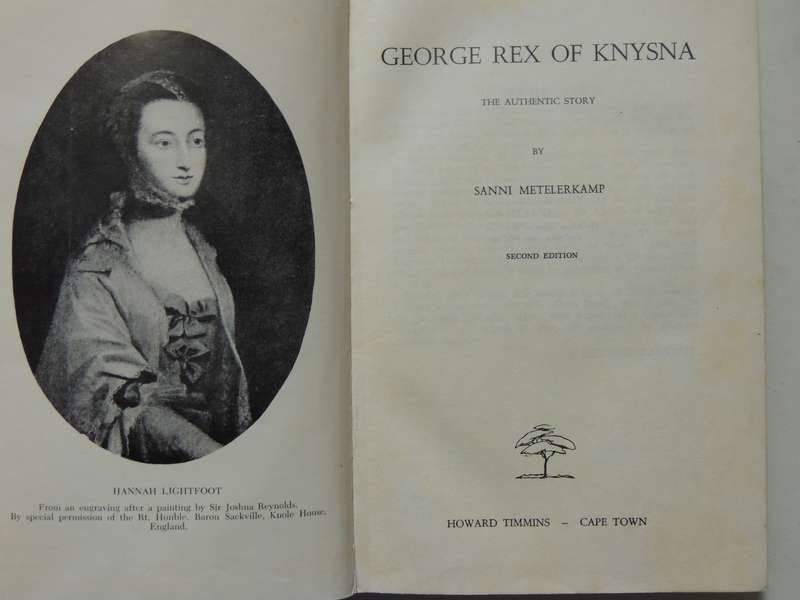 HANNAH LIGHTFOOT
From an engraving after a painting by Sir Joshna Reynolds.
By special permission of the Rt. Honble. Baron Sackville, Knole House,
England.
GEORGE REX OF KNYSNA
THE AUTHENTIC STORY
BY
SANNI METELERKAMP
SECOND EDITION
HOWARD TIMMINS – CAPE TOWN